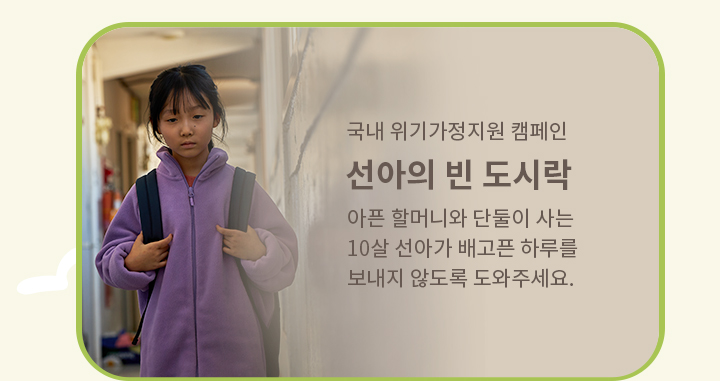 국내 위기가정지원 캠페인
선아의 빈 도시락
아픈 할머니와 단둘이 사는
10살 선아가 배고픈 하루를
보내지 않도록 도와주세요.